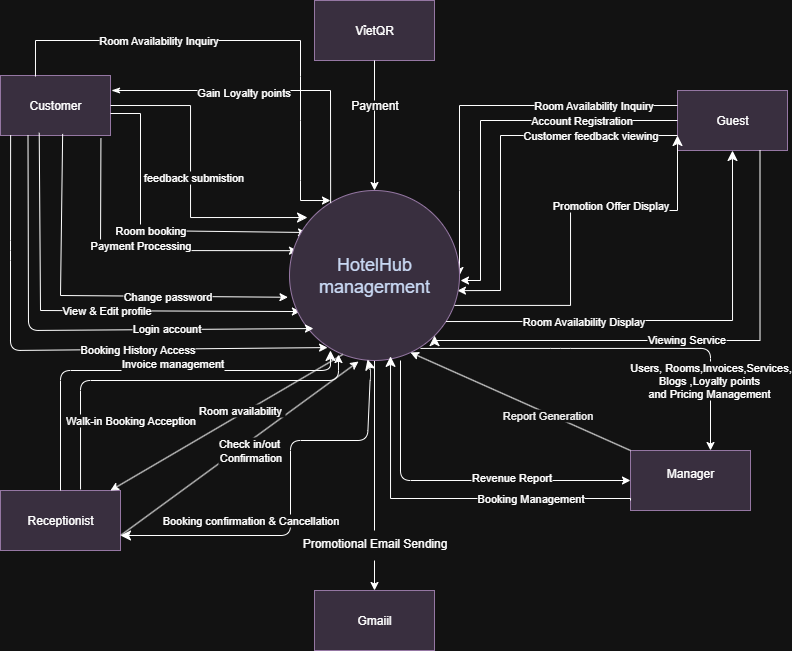 VietQR
Room Availability Inquiry
Gain Loyalty points
Customer
Payment
Room Availability Inquiry
Account Registration
Customer feedback viewing
Guest
feedback submistion
Promotion Offer Display
Room booking
Payment Processing
HotelHub
managerment
Change password
View & Edit profile
Login account
Room Availability Display
Booking History Access
Viewing Service
Invoice management
Users, Rooms,Invoices,Services,
Blogs ,Loyalty points
and Pricing Management
Room availability
Walk-in Booking Acception
Report Generation
Check in/out
Confirmation
Manager
Revenue Report
Booking Management
Receptionist
Booking confirmation & Cancellation
Promotional Email Sending
Gmaiil